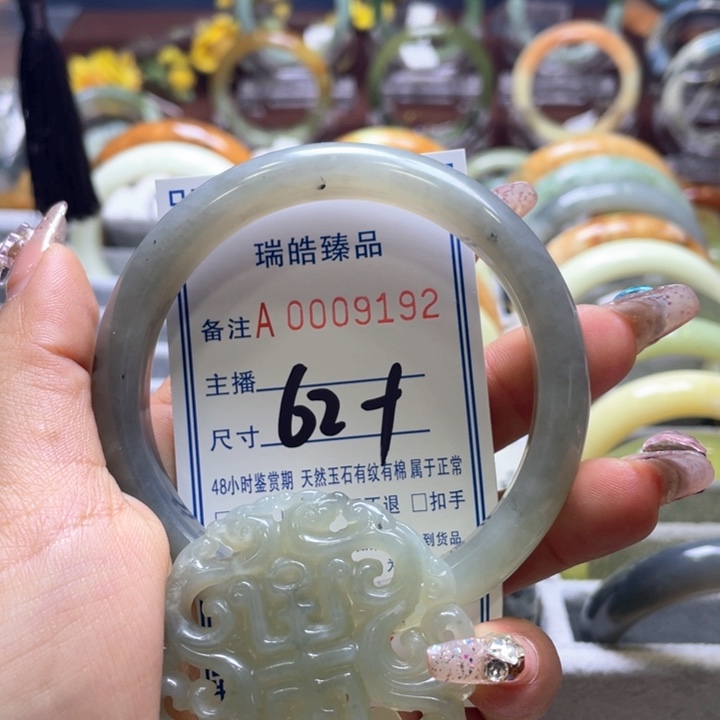 瑞皓臻品
备注A 0009192
主播
尺寸 62+
48小时鉴赏期 天然玉石有纹有棉 属于正常
退 □扣手
到货品